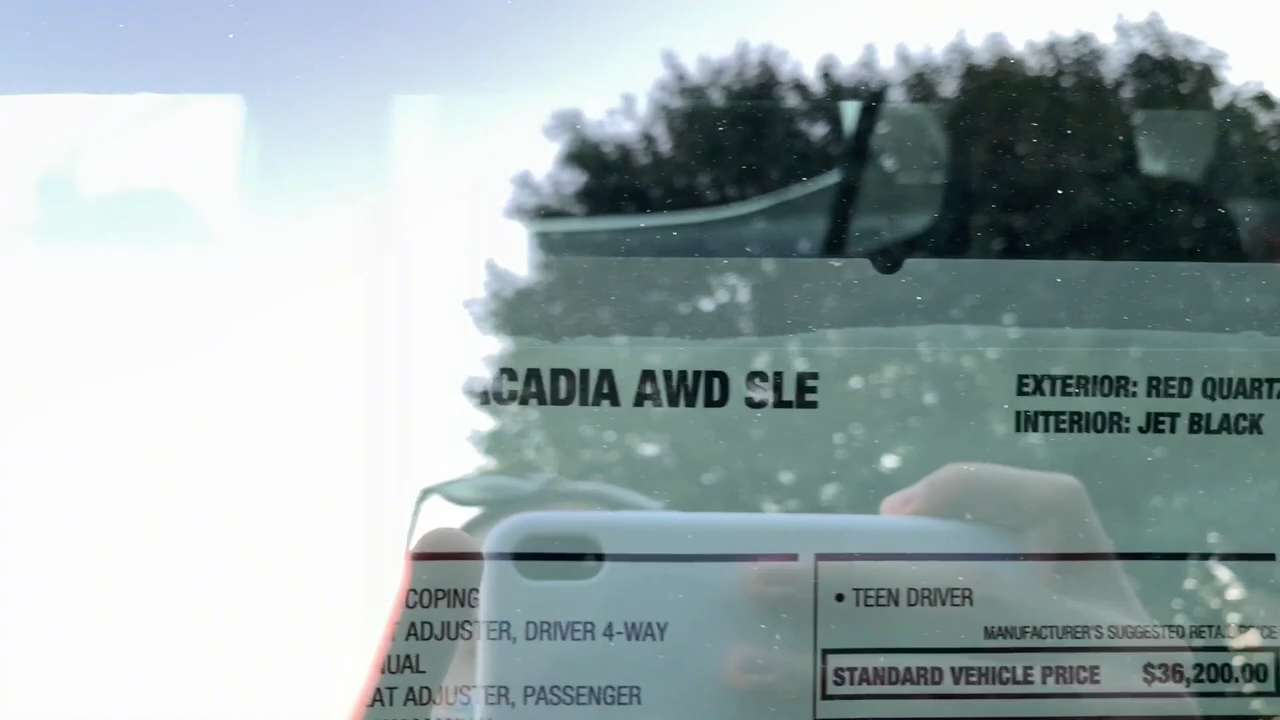 ACADIA AWD SLE
EXTERIOR: RED QUARTZ
INTERIOR: JET BLACK
COPING
ADJUSTER, DRIVER 4-WAY
• TEEN DRIVER
MANUFACTURER'S SUGGESTED RETAIL PRICE
STANDARD VEHICLE PRICE $36,200.00
AT ADJUSTER, PASSENGER